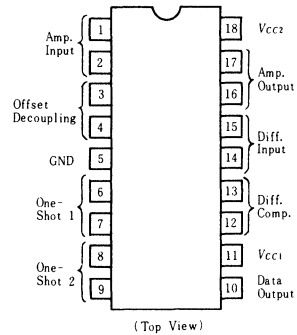 Amp.
Input
Offset
Decoupling
GND
One-
Shot 1
One-
Shot 2
1
2
3
4
5
6
7
8
9
18
17
16
15
14
13
12
11
10
VCC2
Amp.
Output
Diff.
Input
Diff.
Comp.
VCC1
Data
Output
(Top View)